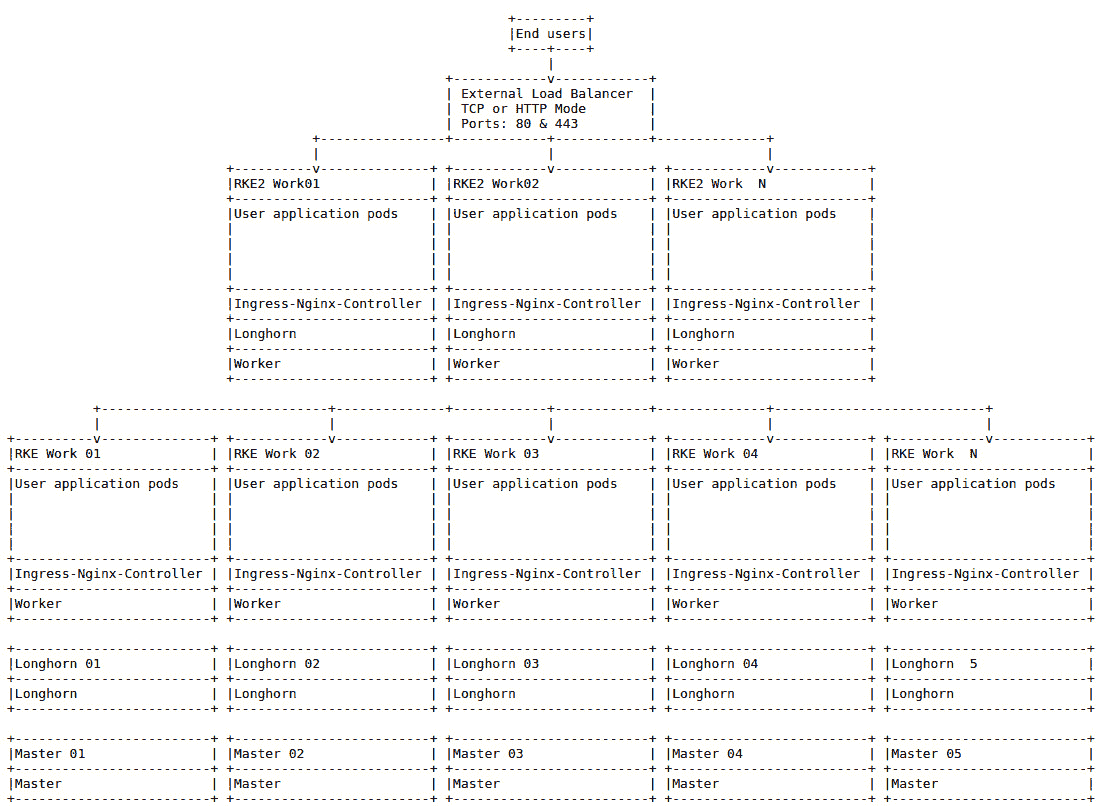 End users
External Load Balancer
TCP or HTTP Mode
Ports: 80 & 443
RKE2 Work01 RKE2 Work02 RKE2 Work  N
User application pods User application pods User application pods
Ingress-Nginx-Controller Ingress-Nginx-Controller Ingress-Nginx-Controller
Longhorn Longhorn Longhorn
Worker Worker Worker
RKE Work 01 RKE Work 02 RKE Work 03 RKE Work 04 RKE Work  N
User application pods User application pods User application pods User application pods User application pods
Ingress-Nginx-Controller Ingress-Nginx-Controller Ingress-Nginx-Controller Ingress-Nginx-Controller Ingress-Nginx-Controller
Worker Worker Worker Worker Worker
Longhorn 01 Longhorn 02 Longhorn 03 Longhorn 04 Longhorn  5
Longhorn Longhorn Longhorn Longhorn Longhorn
Master 01 Master 02 Master 03 Master 04 Master 05
Master Master Master Master Master